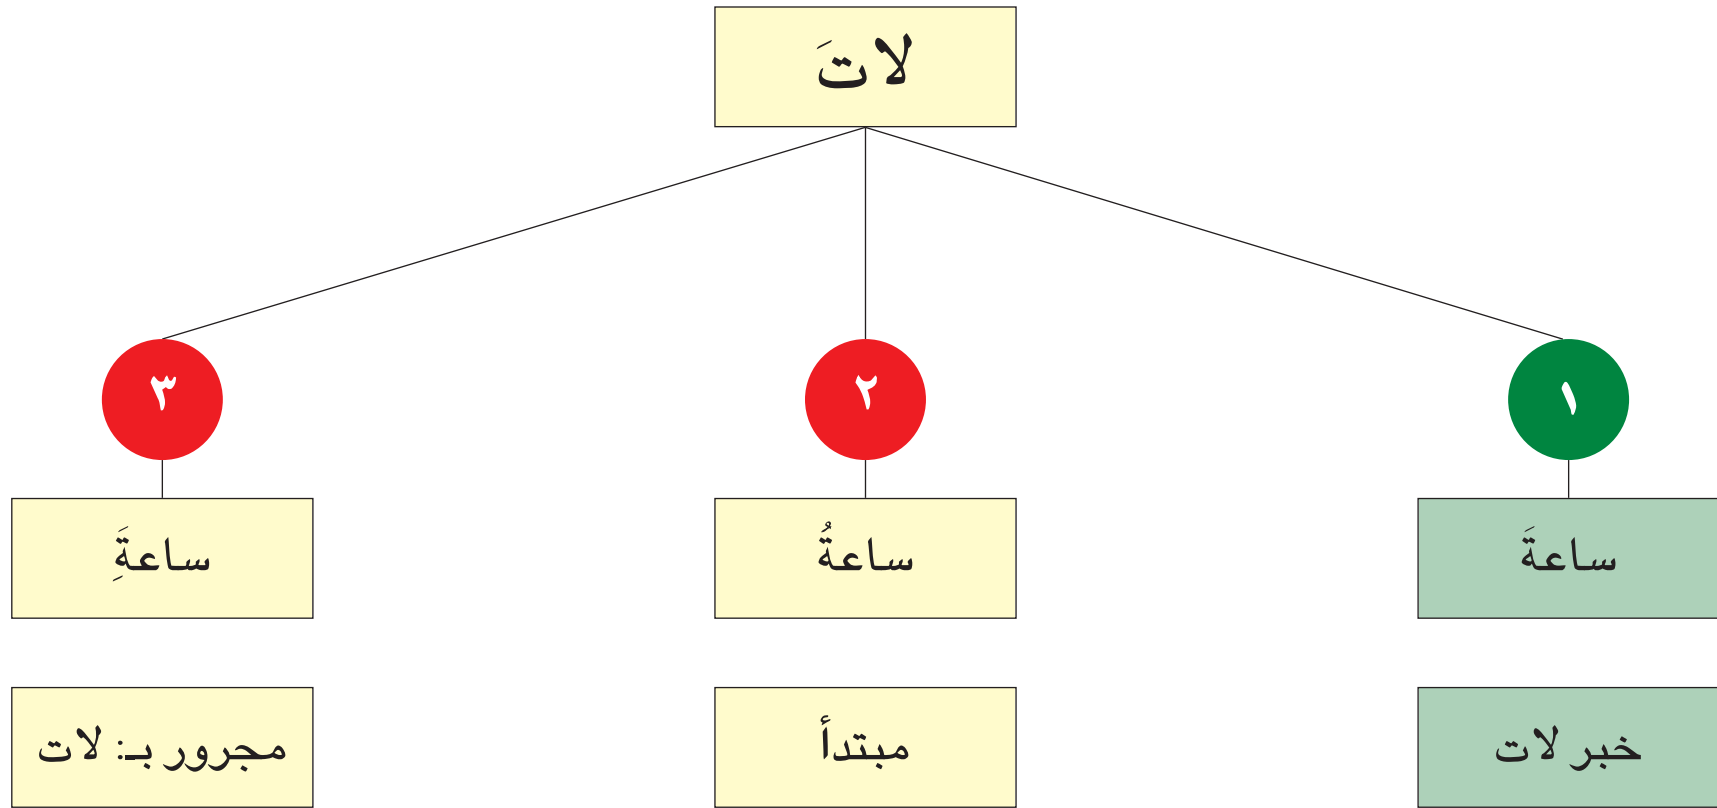 لاتَ
١
٢
٣
ساعةَ
ساعةُ
ساعةَِ
خبر لات
مبتدأ
مجرور بـ: لات